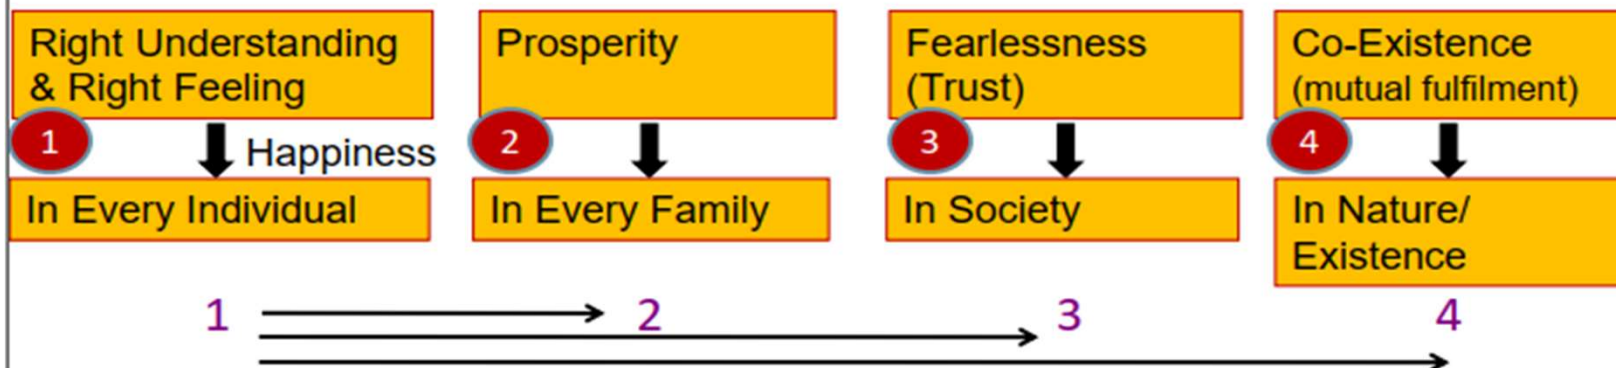 Right Understanding
& Right Feeling
Prosperity
Fearlessness
(Trust)
Co-Existence
(mutual fulfilment)
1
Happiness
2
3
4
In Every Individual
In Every Family
In Society
In Nature/
Existence
1
2
3
4